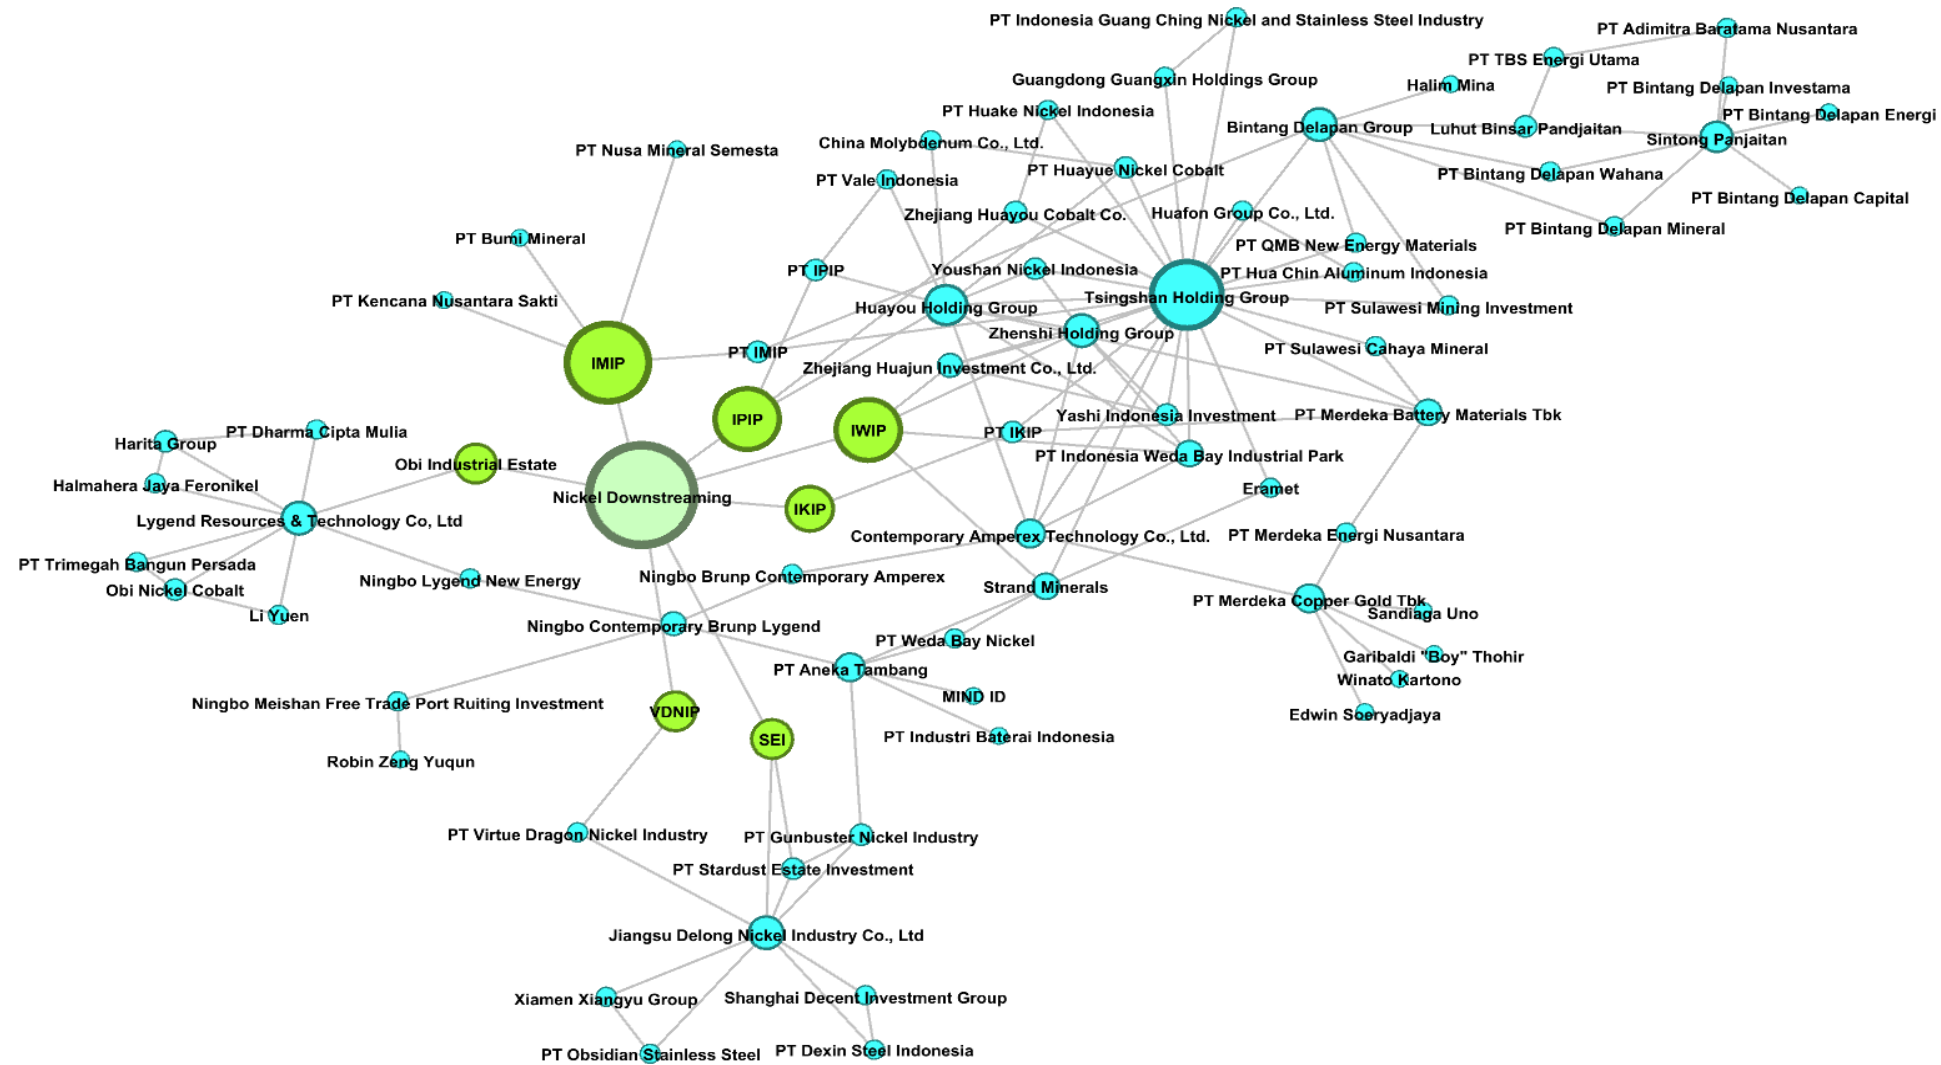 PT Indonesia Guang Ching Nickel and Stainless Steel Industry
PT Adimitra Baratama Nusantara
PT TBS Energi Utama
Guangdong Guangxin Holdings Group
Halim Mina
PT Bintang Delapan Investama
PT Huake Nickel Indonesia
PT Bintang Delapan Energi
Bintang Delapan Group
Luhut Binsar Pandjaitan
Sintong Panjaitan
China Molybdenum Co., Ltd.
PT Nusa Mineral Semesta
PT Huayue Nickel Cobalt
PT Bintang Delapan Wahana
PT Vale Indonesia
PT Bintang Delapan Capital
Zhejiang Huayou Cobalt Co.
Huafon Group Co., Ltd.
PT Bintang Delapan Mineral
PT Bumi Mineral
PT QMB New Energy Materials
PT IPIP
Youshan Nickel Indonesia
PT Hua Chin Aluminum Indonesia
PT Kencana Nusantara Sakti
Tsingshan Holding Group
Huayou Holding Group
PT Sulawesi Mining Investment
Zhenshi Holding Group
PT IMIP
PT Sulawesi Cahaya Mineral
IMIP
Zhejiang Huajun Investment Co., Ltd.
Yashi Indonesia Investment
PT Merdeka Battery Materials Tbk
IPIP
IWIP
PT IKIP
PT Dharma Cipta Mulia
Harita Group
PT Indonesia Weda Bay Industrial Park
Obi Industrial Estate
Halmahera Jaya Feronikel
Eramet
Nickel Downstreaming
IKIP
Lygend Resources & Technology Co, Ltd
Contemporary Amperex Technology Co., Ltd.
PT Merdeka Energi Nusantara
PT Trimegah Bangun Persada
Ningbo Lygend New Energy
Ningbo Brunp Contemporary Amperex
Obi Nickel Cobalt
Strand Minerals
PT Merdeka Copper Gold Tbk
Sandiaga Uno
Li Yuen
Ningbo Contemporary Brunp Lygend
PT Weda Bay Nickel
Garibaldi "Boy" Thohir
PT Aneka Tambang
Winato Kartono
MIND ID
Ningbo Meishan Free Trade Port Ruiting Investment
VDNIP
Edwin Soeryadjaya
SEI
PT Industri Baterai Indonesia
Robin Zeng Yuqun
PT Virtue Dragon Nickel Industry
PT Gunbuster Nickel Industry
PT Stardust Estate Investment
Jiangsu Delong Nickel Industry Co., Ltd
Xiamen Xiangyu Group
Shanghai Decent Investment Group
PT Obsidian Stainless Steel
PT Dexin Steel Indonesia